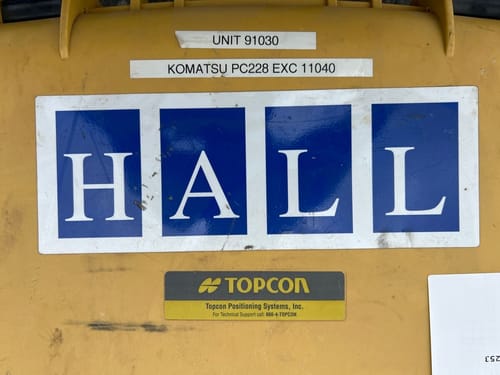 UNIT 91030
KOMATSU PC228 EXC 11040
HALL
TOPCON
Topcon Positioning Systems, Inc.
For Technical Support call: 866-4-TOPCON